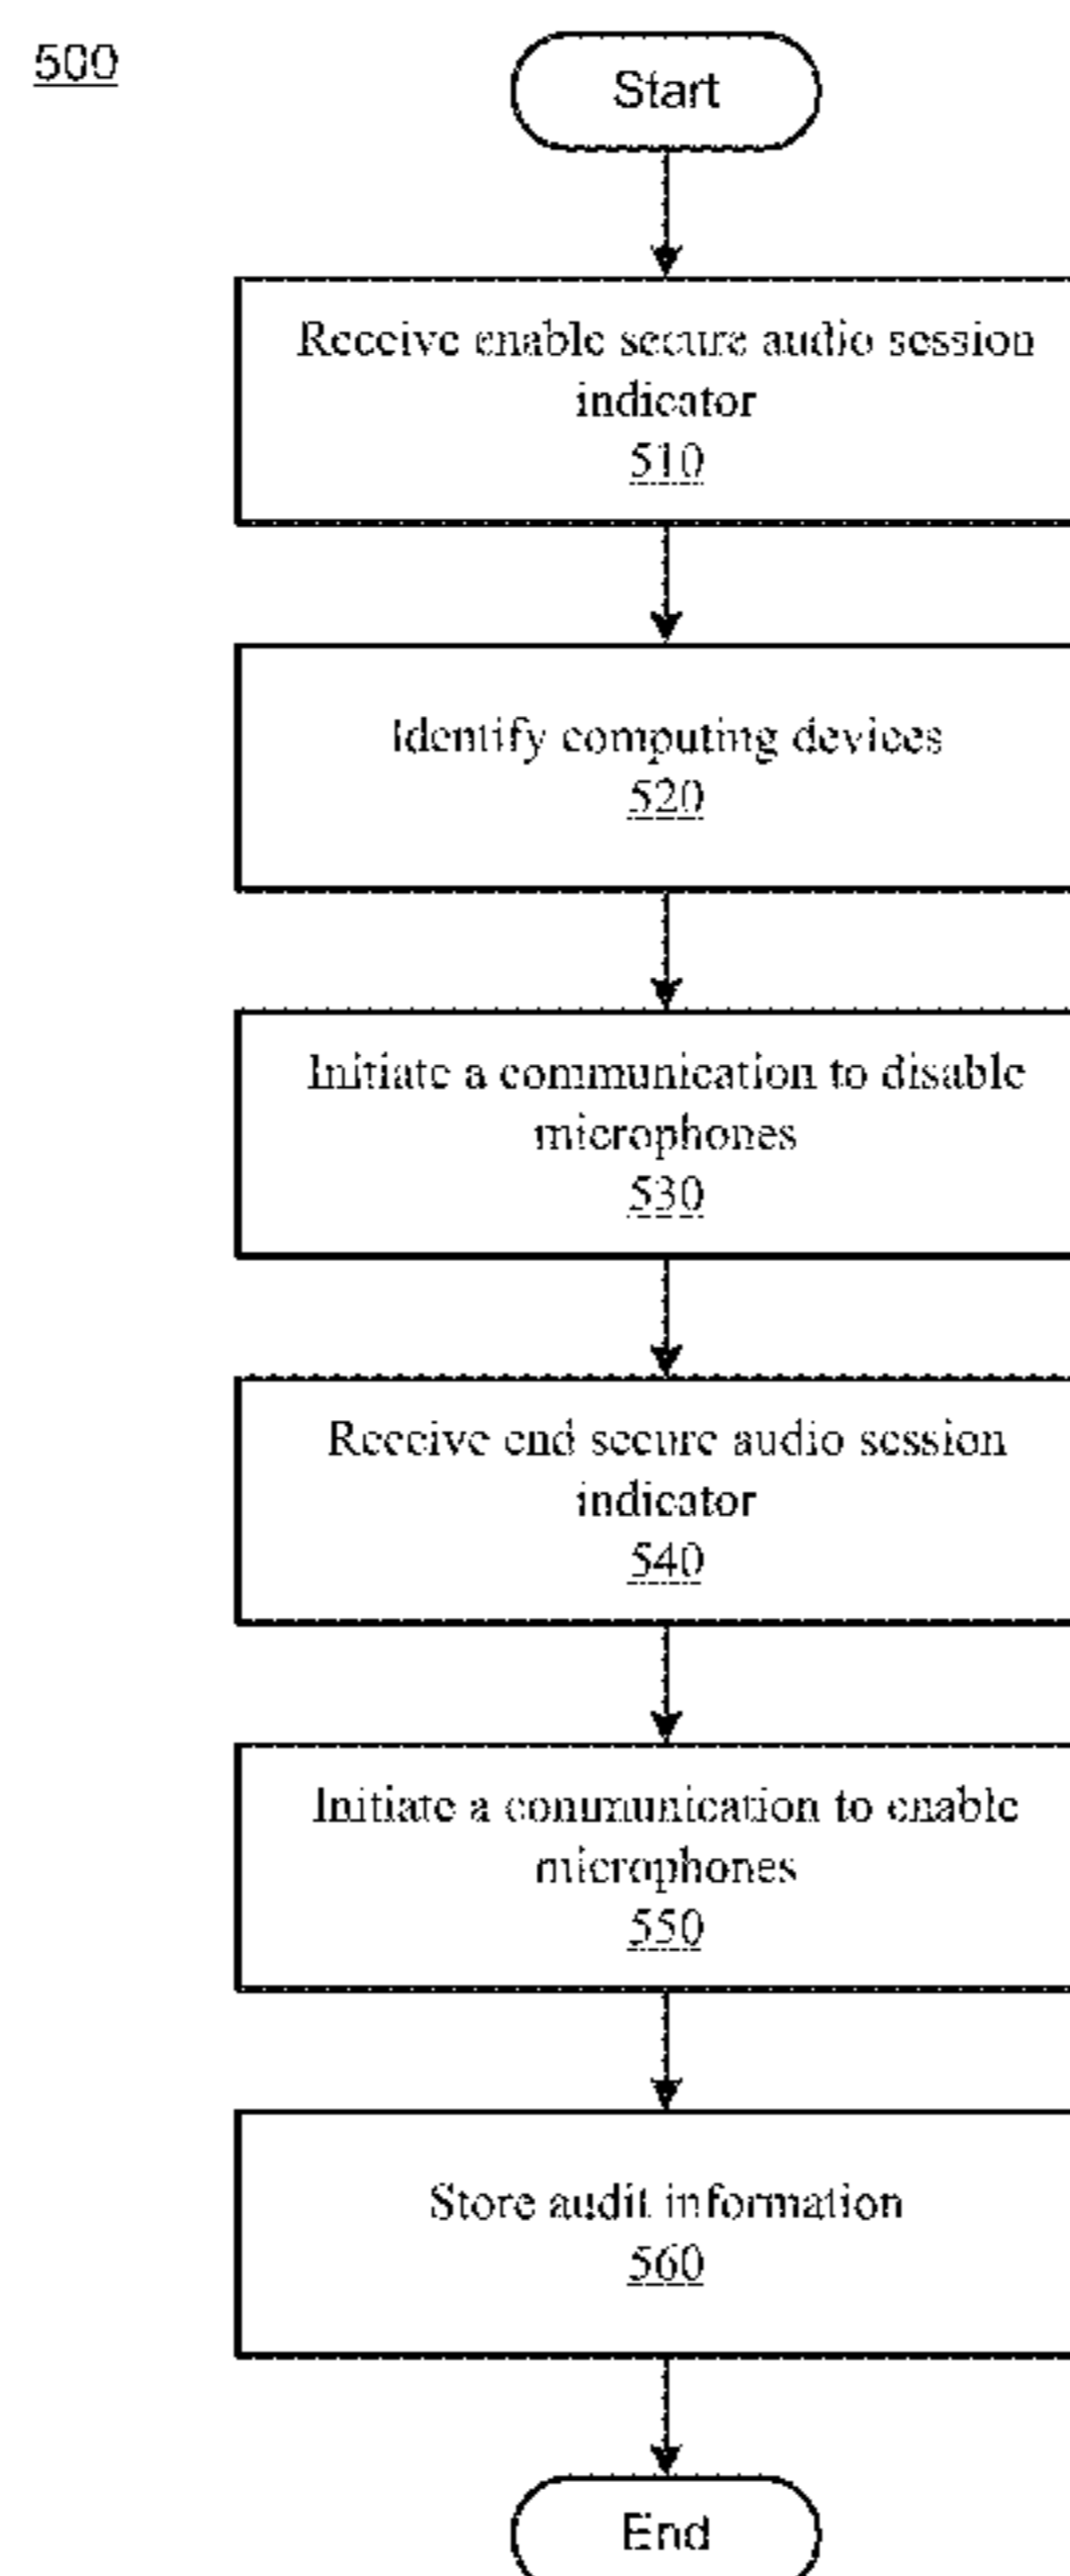 500
Start
Receive enable secure audio session
indicator
510
Identify computing devices
520
Initiate a communication to disable
microphones
530
Receive end secure audio session
indicator
540
Initiate a communication to enable
microphones
550
Store audit information
560
End